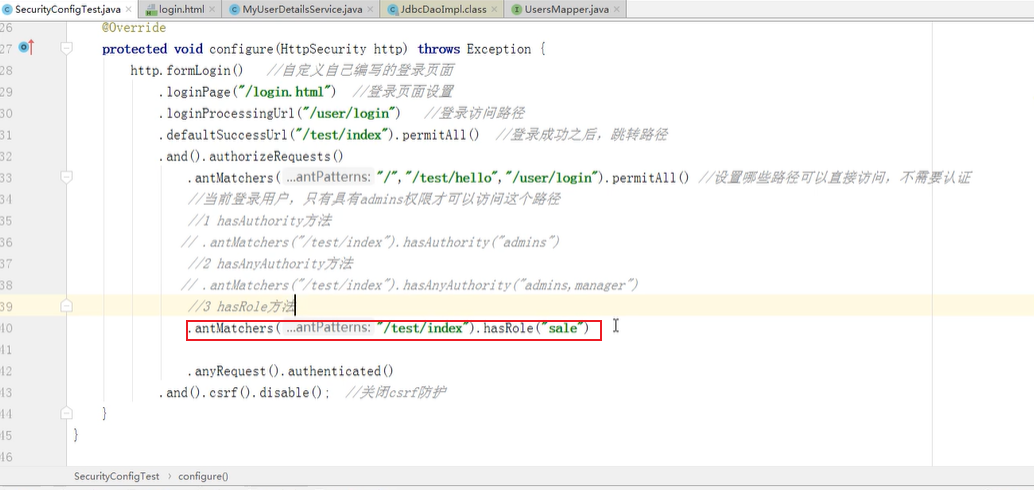 SecurityConfigTest.java × login.html × MyUserDetailsService.java × JdbcDaoImpl.class × UsersMapper.java ×
26 @Override
27 protected void configure(HttpSecurity http) throws Exception {
28 http.formLogin() //自定义自己编写的登录页面
29 .loginPage("/login.html") //登录页面设置
30 .loginProcessingUrl("/user/login") //登录访问路径
31 .defaultSuccessUrl("/test/index").permitAll() //登录成功之后，跳转路径
32 .and().authorizeRequests()
33 .antMatchers( ...antPatterns: "/","/test/hello","/user/login").permitAll() //设置哪些路径可以直接访问，不需要认证
34 //当前登录用户，只有具有admins权限才可以访问这个路径
35 //1 hasAuthority方法
36 // .antMatchers("/test/index").hasAuthority("admins")
37 //2 hasAnyAuthority方法
38 // .antMatchers("/test/index").hasAnyAuthority("admins,manager")
39 //3 hasRole方法
40 .antMatchers( ...antPatterns: "/test/index").hasRole("sale")
41
42 .anyRequest().authenticated()
43 .and().csrf().disable(); //关闭csrf防护
44 }
45 }
46
SecurityConfigTest › configure()